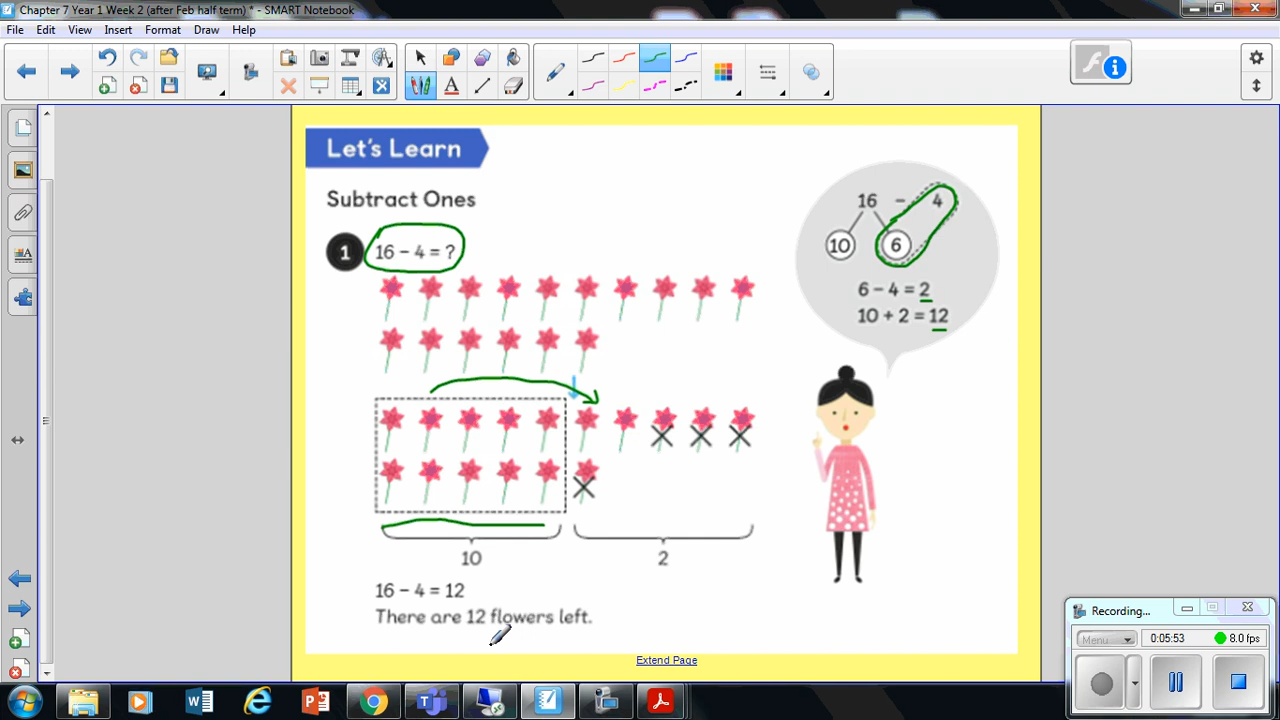 Chapter 7 Year 1 Week 2 (after Feb half term) * - SMART Notebook
File Edit View Insert Format Draw Help
Let's Learn
Subtract Ones
1 16 - 4 = ?
16 - 4
10 6
6 - 4 = 2
10 + 2 = 12
10 2
16 - 4 = 12
There are 12 flowers left.
Extend Page
Recording...
Menu 0:05:53 8.0 fps